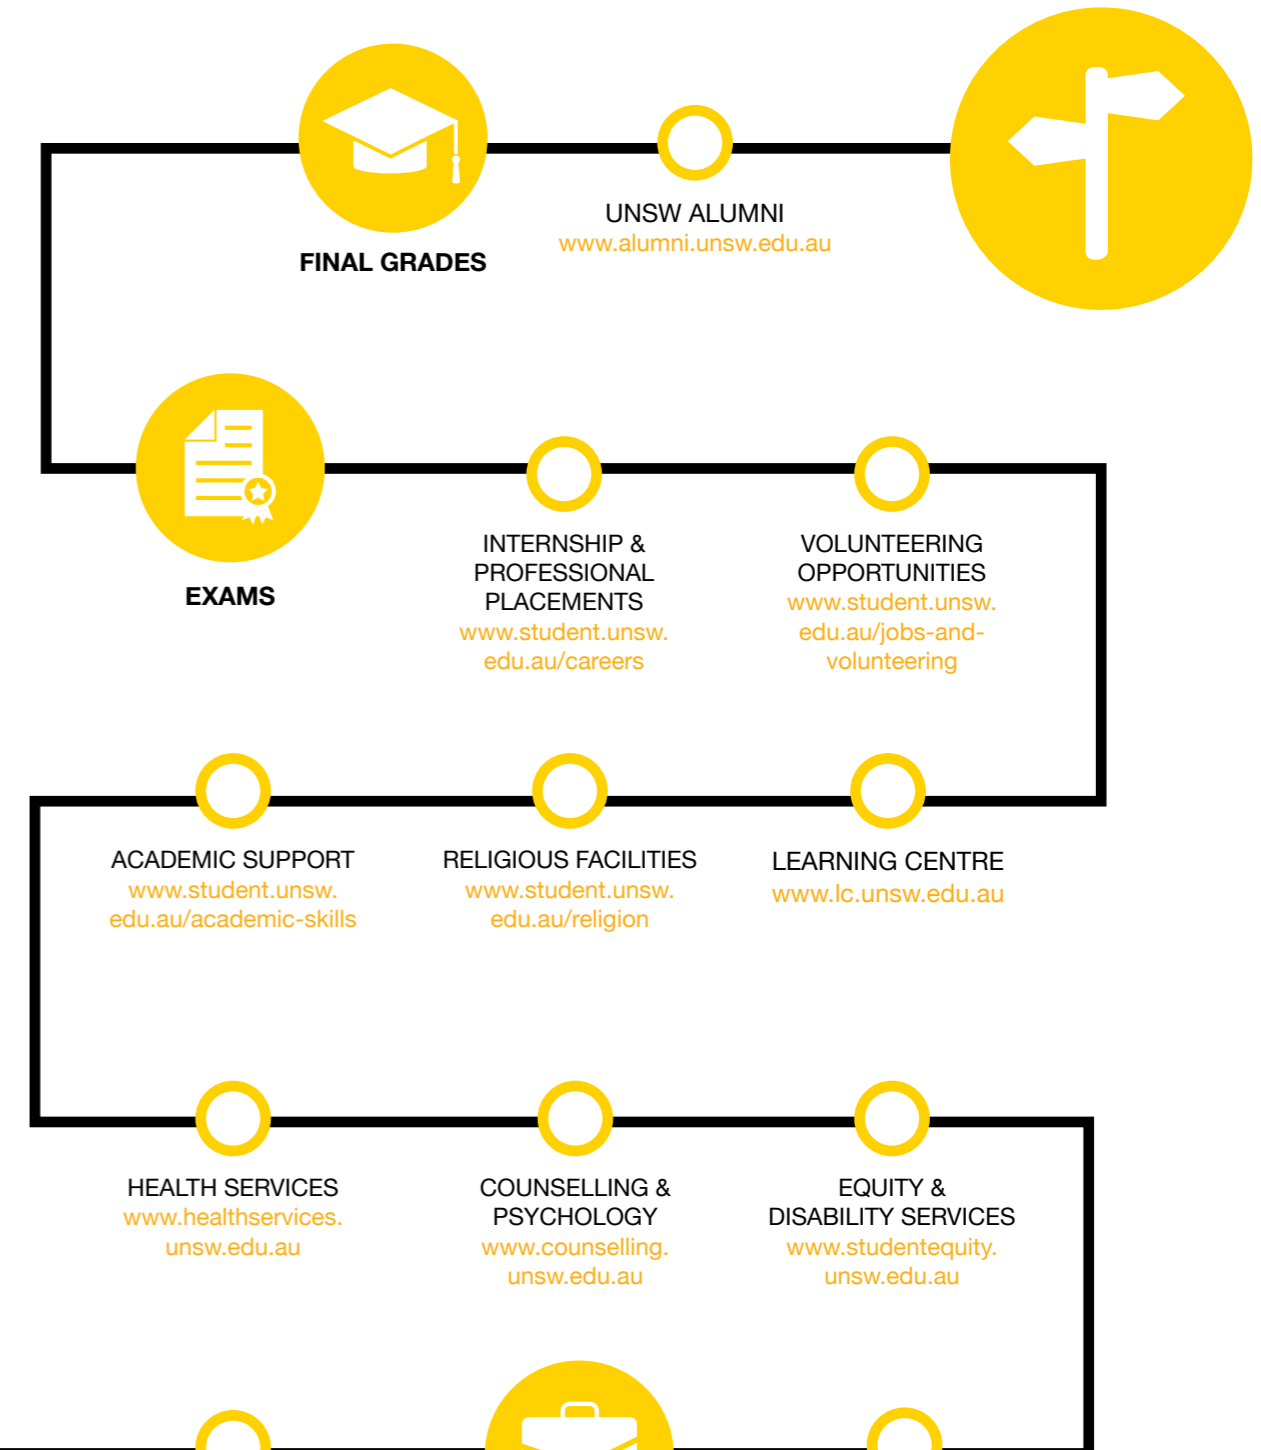 UNSW ALUMNI
www.alumni.unsw.edu.au
FINAL GRADES
EXAMS
INTERNSHIP &
PROFESSIONAL
PLACEMENTS
www.student.unsw.
edu.au/careers
VOLUNTEERING
OPPORTUNITIES
www.student.unsw.
edu.au/jobs-and-
volunteering
ACADEMIC SUPPORT
www.student.unsw.
edu.au/academic-skills
RELIGIOUS FACILITIES
www.student.unsw.
edu.au/religion
LEARNING CENTRE
www.lc.unsw.edu.au
HEALTH SERVICES
www.healthservices.
unsw.edu.au
COUNSELLING &
PSYCHOLOGY
www.counselling.
unsw.edu.au
EQUITY &
DISABILITY SERVICES
www.studentequity.
unsw.edu.au